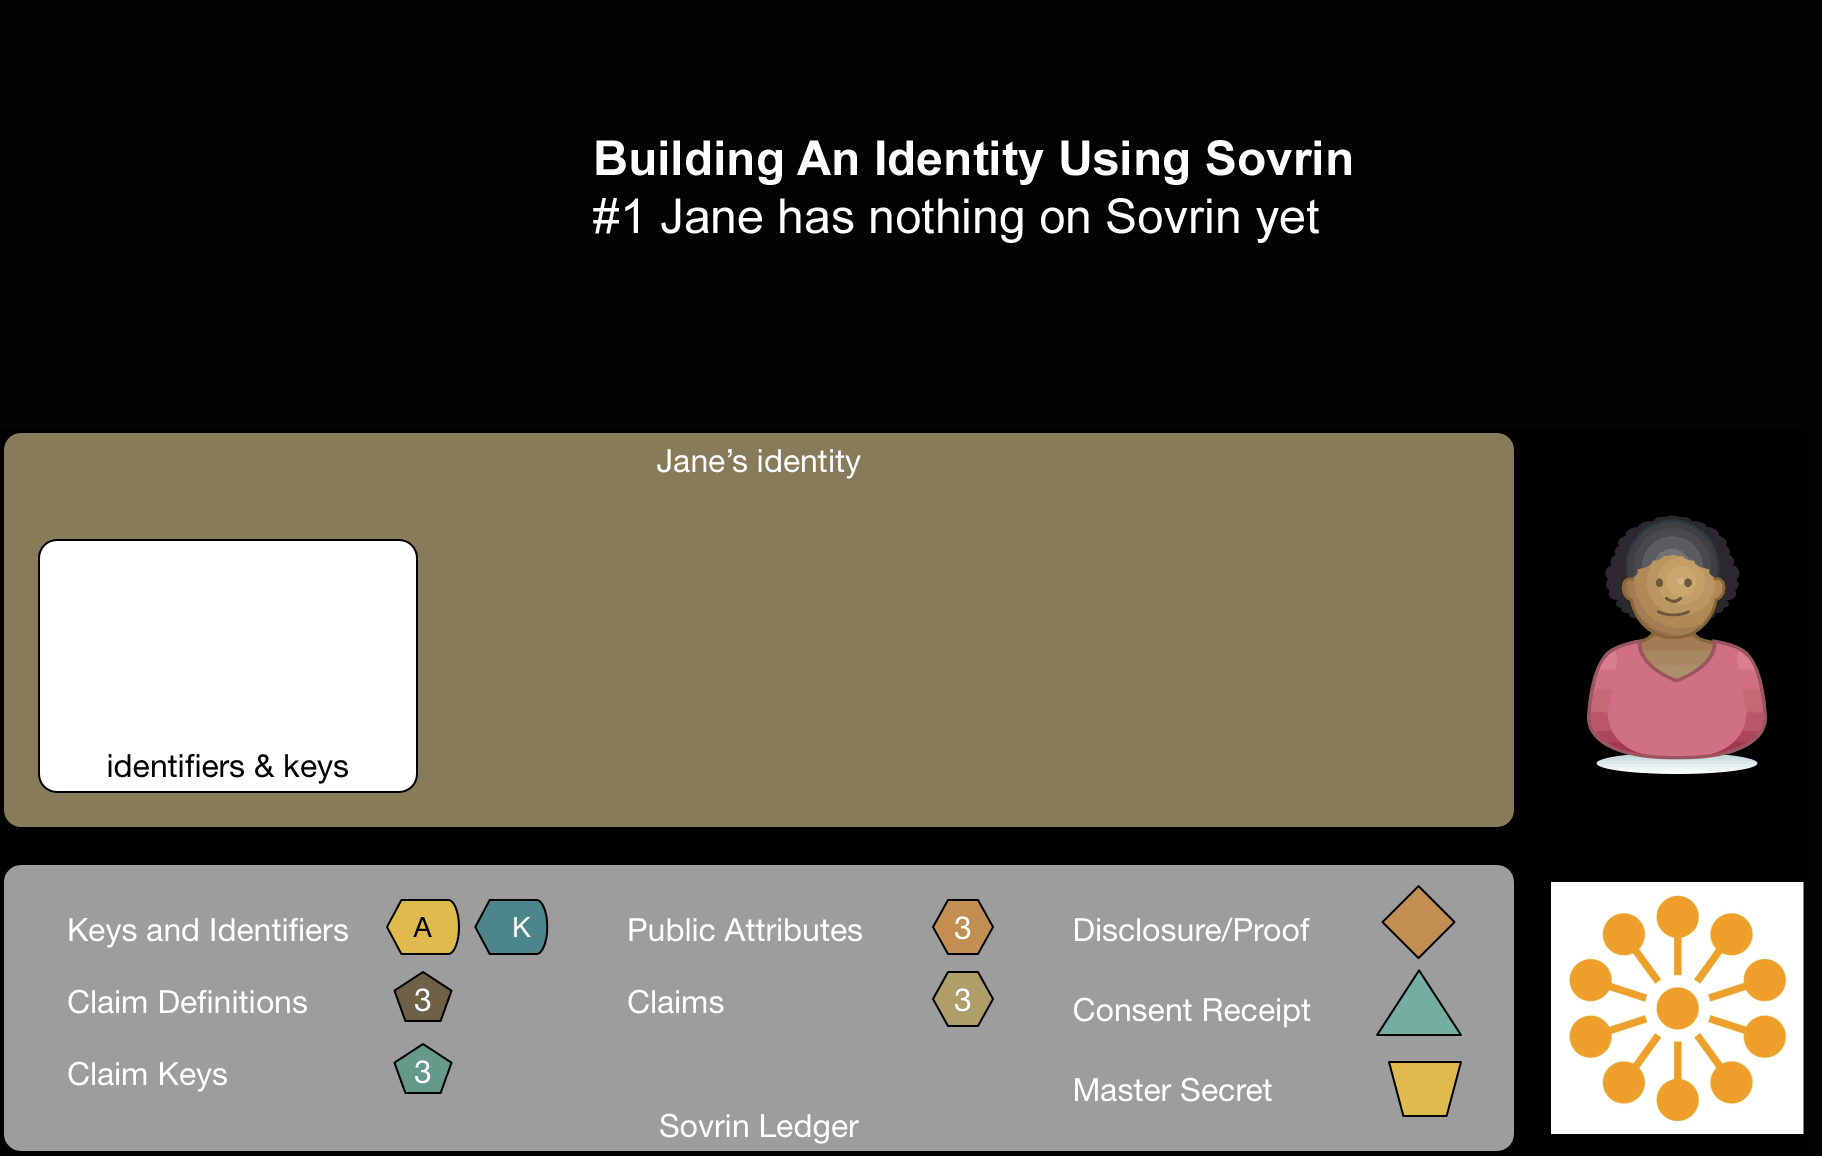 Building An Identity Using Sovrin
#1 Jane has nothing on Sovrin yet
Jane’s identity
identifiers & keys
Keys and Identifiers A K Public Attributes 3 Disclosure/Proof
Claim Definitions 3 Claims 3 Consent Receipt
Claim Keys 3 Master Secret
Sovrin Ledger